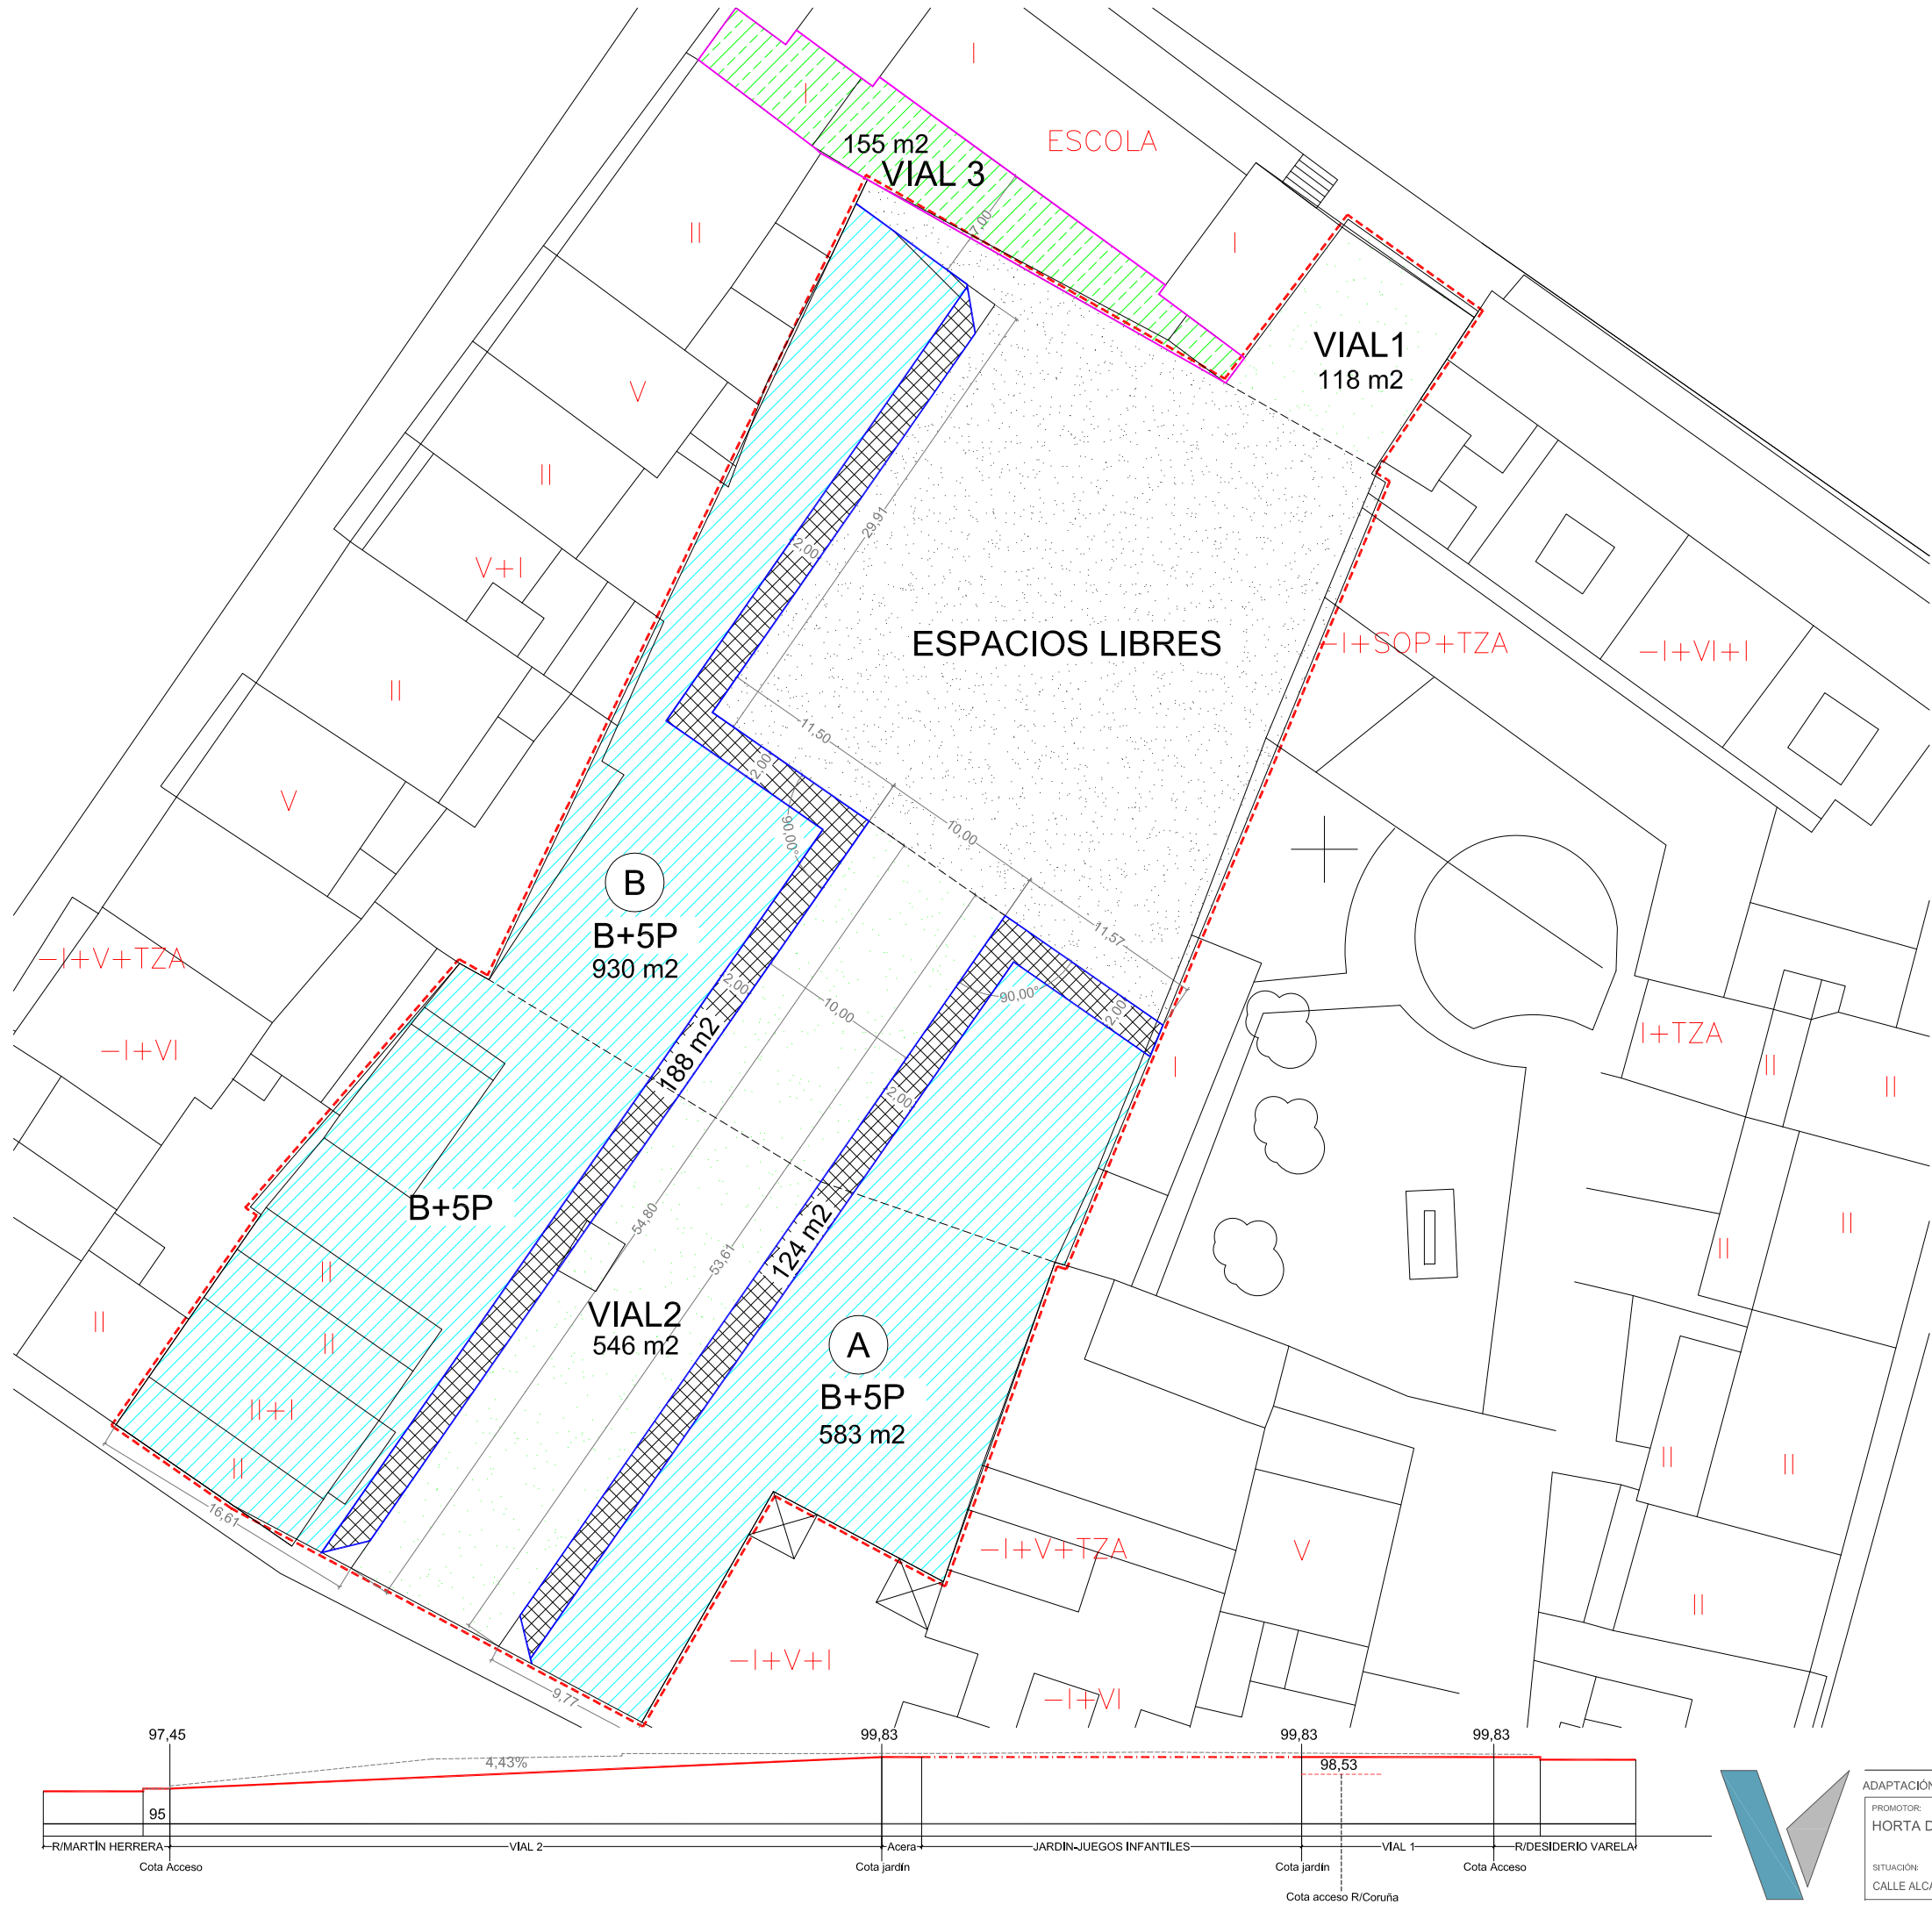 I
I
ESCOLA
155 m2
VIAL 3
7,00
II
I
VIAL1
118 m2
V
II
29,91
2,00
V+I
ESPACIOS LIBRES
-I+SOP+TZA
-I+VI+I
II
11,50
2,00
V
90,00°
10,00
B
B+5P
930 m2
11,57
-I+V+TZA
2,00
90,00°
2,00
10,00
-I+VI
188 m2
I+TZA
I
II
II
2,00
B+5P
54,80
124 m2
53,61
II
II
II
II
II
VIAL2
546 m2
A
B+5P
583 m2
II+I
II
II
II
16,61
-I+V+TZA
V
II
-I+V+I
9,77
-I+VI
97,45
99,83
99,83
99,83
4,43%
98,53
95
R/MARTÍN HERRERA
VIAL 2
Acera
JARDIN-JUEGOS INFANTILES
VIAL 1
R/DESIDERIO VARELA
Cota Acceso
Cota jardín
Cota jardín
Cota Acceso
Cota acceso R/Coruña
ADAPTACIÓN
PROMOTOR:
HORTA D
SITUACIÓN:
CALLE ALCA